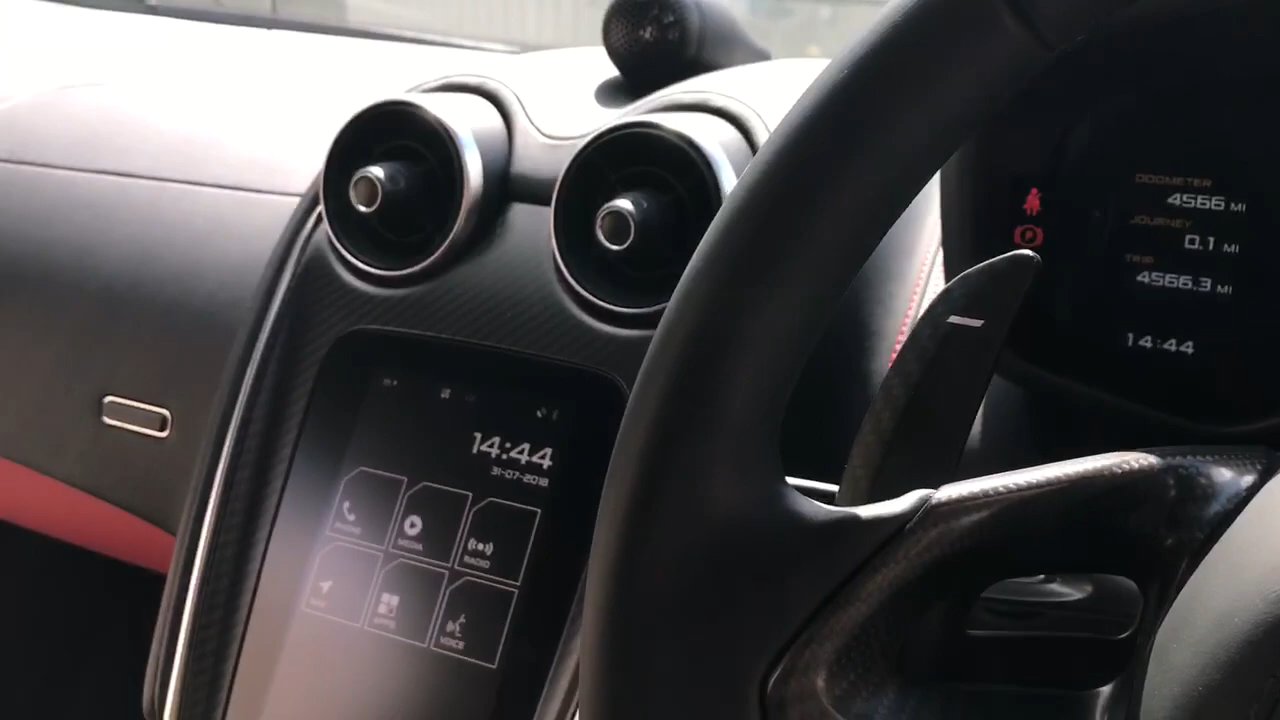 14:44
31-07-2018
PHONE
MEDIA
RADIO
NAV
APPS
VOICE
ODOMETER
4566 MI
JOURNEY
0.1 MI
TRIP
4566.3 MI
14:44
P